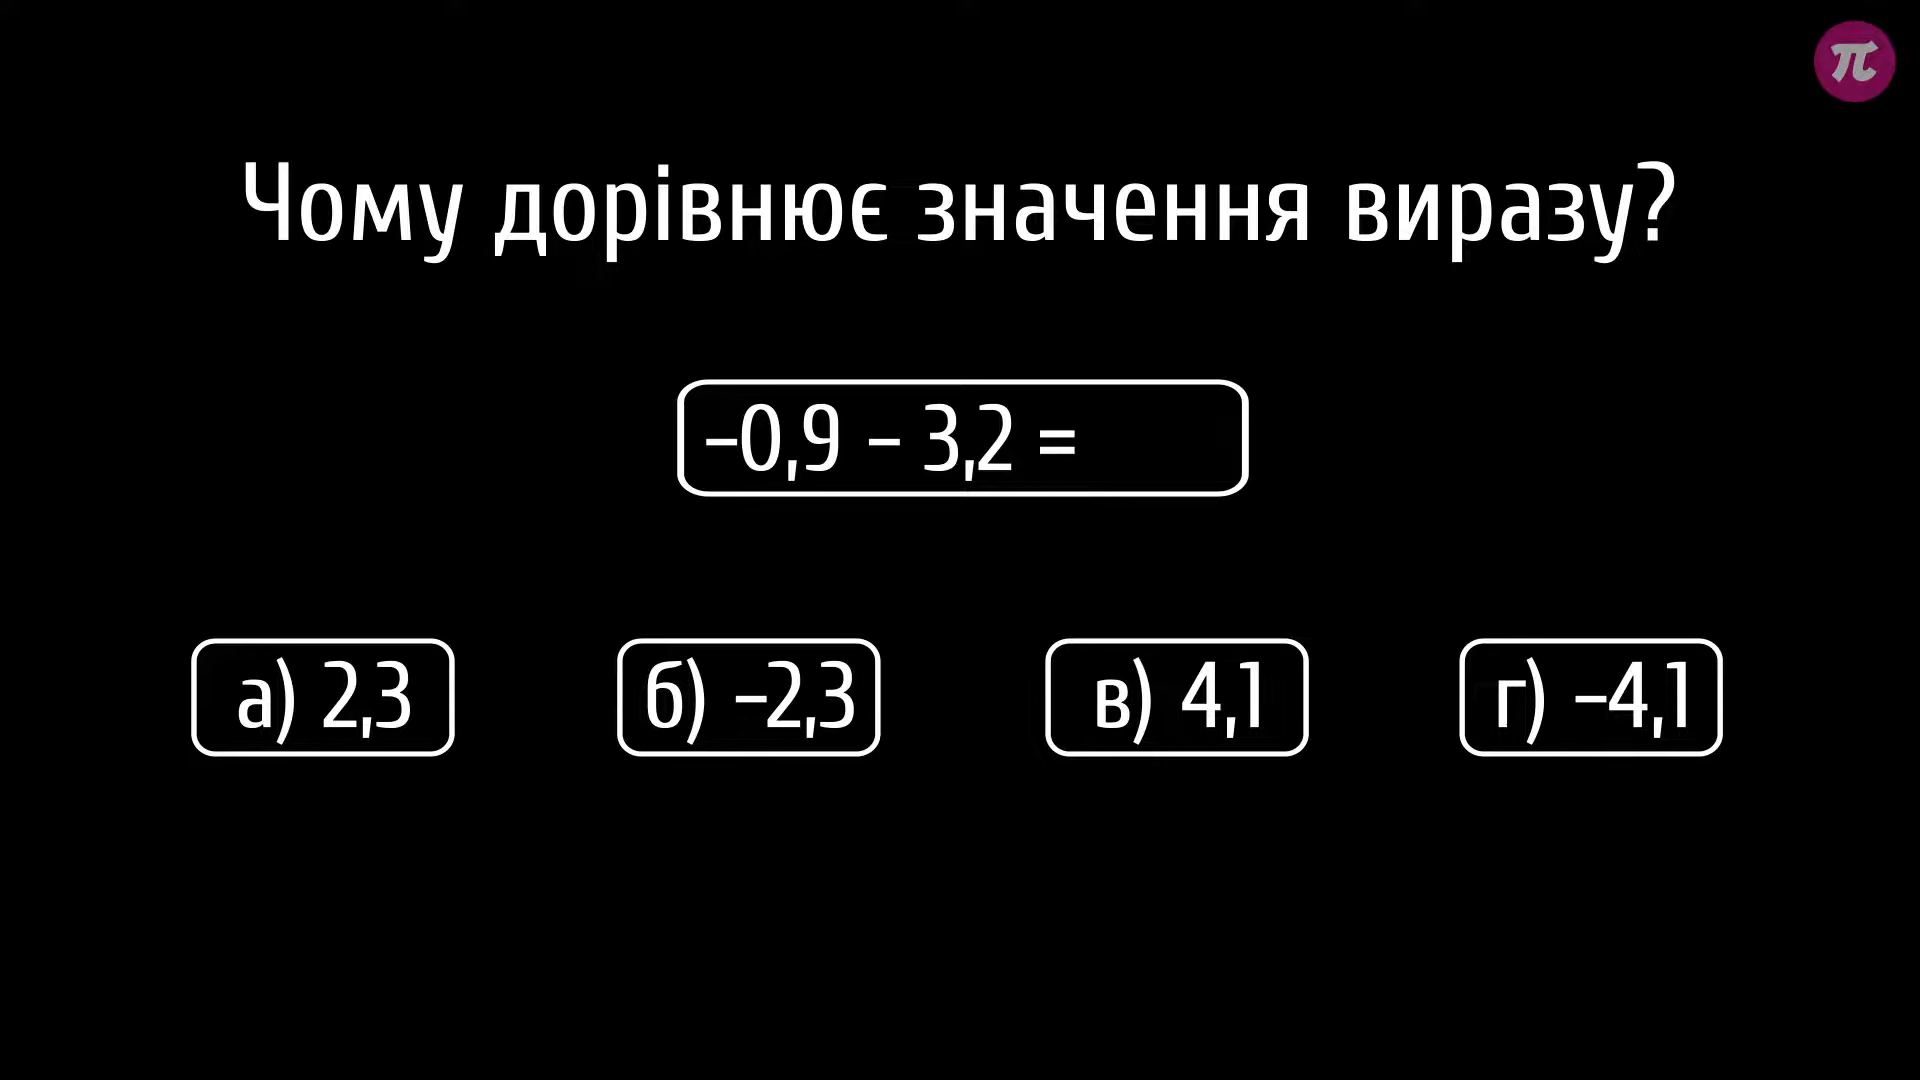 π
Чому дорівнює значення виразу?
–0,9 – 3,2 =
а) 2,3 б) –2,3 в) 4,1 г) –4,1